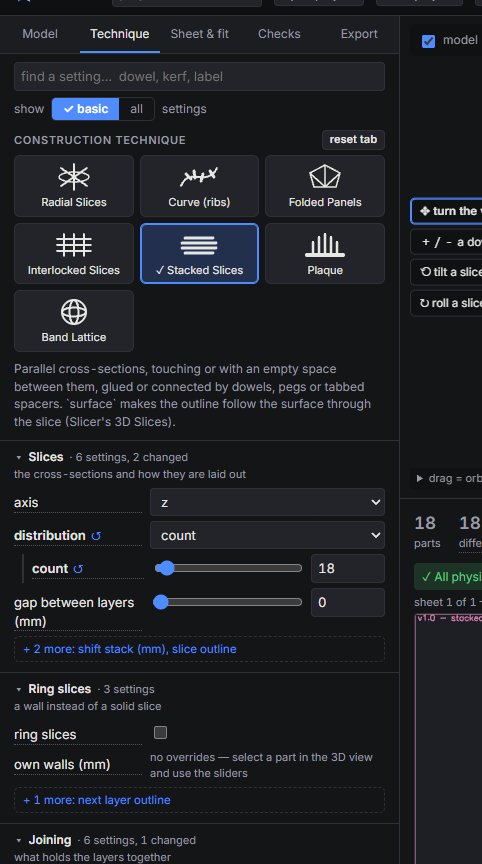 Model Technique Sheet & fit Checks Export
model
find a setting... dowel, kerf, label
show ✓ basic all settings
CONSTRUCTION TECHNIQUE reset tab
Radial Slices Curve (ribs) Folded Panels
Interlocked Slices ✓ Stacked Slices Plaque
Band Lattice
Parallel cross-sections, touching or with an empty space
between them, glued or connected by dowels, pegs or tabbed
spacers. `surface` makes the outline follow the surface through
the slice (Slicer's 3D Slices).
Slices · 6 settings, 2 changed
the cross-sections and how they are laid out
axis z
distribution ↺ count
count ↺ 18
gap between layers 0
(mm)
+ 2 more: shift stack (mm), slice outline
Ring slices · 3 settings
a wall instead of a solid slice
ring slices
own walls (mm) no overrides — select a part in the 3D view
and use the sliders
+ 1 more: next layer outline
Joining · 6 settings, 1 changed
what holds the layers together
✥ turn the
+ / - a do
tilt a slice
↻ roll a slice
▶ drag = orb
18 18
parts diffe
✓ All physi
sheet 1 of 1
v1.0 — stacked